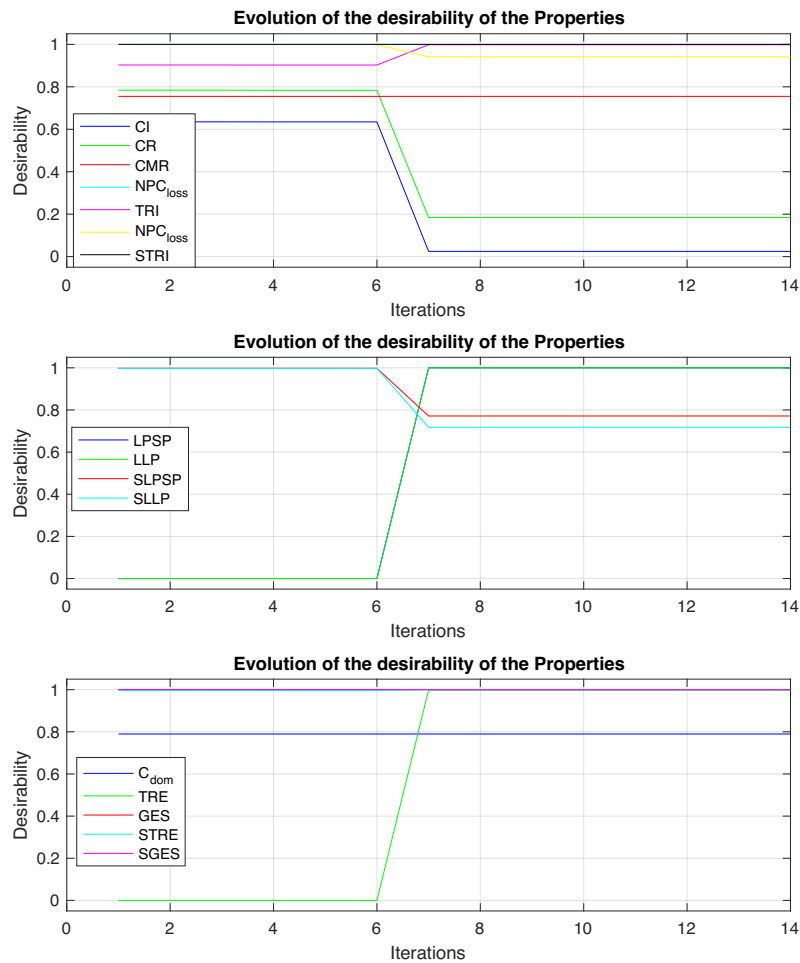 Evolution of the desirability of the Properties
1
0.8
0.6
0.4
0.2
0
Desirability
CI
CR
CMR
NPC_loss
TRI
NPC_loss
STRI
0 2 4 6 8 10 12 14
Iterations
Evolution of the desirability of the Properties
1
0.8
0.6
0.4
0.2
0
Desirability
LPSP
LLP
SLPSP
SLLP
0 2 4 6 8 10 12 14
Iterations
Evolution of the desirability of the Properties
1
0.8
0.6
0.4
0.2
0
Desirability
C_dom
TRE
GES
STRE
SGES
0 2 4 6 8 10 12 14
Iterations